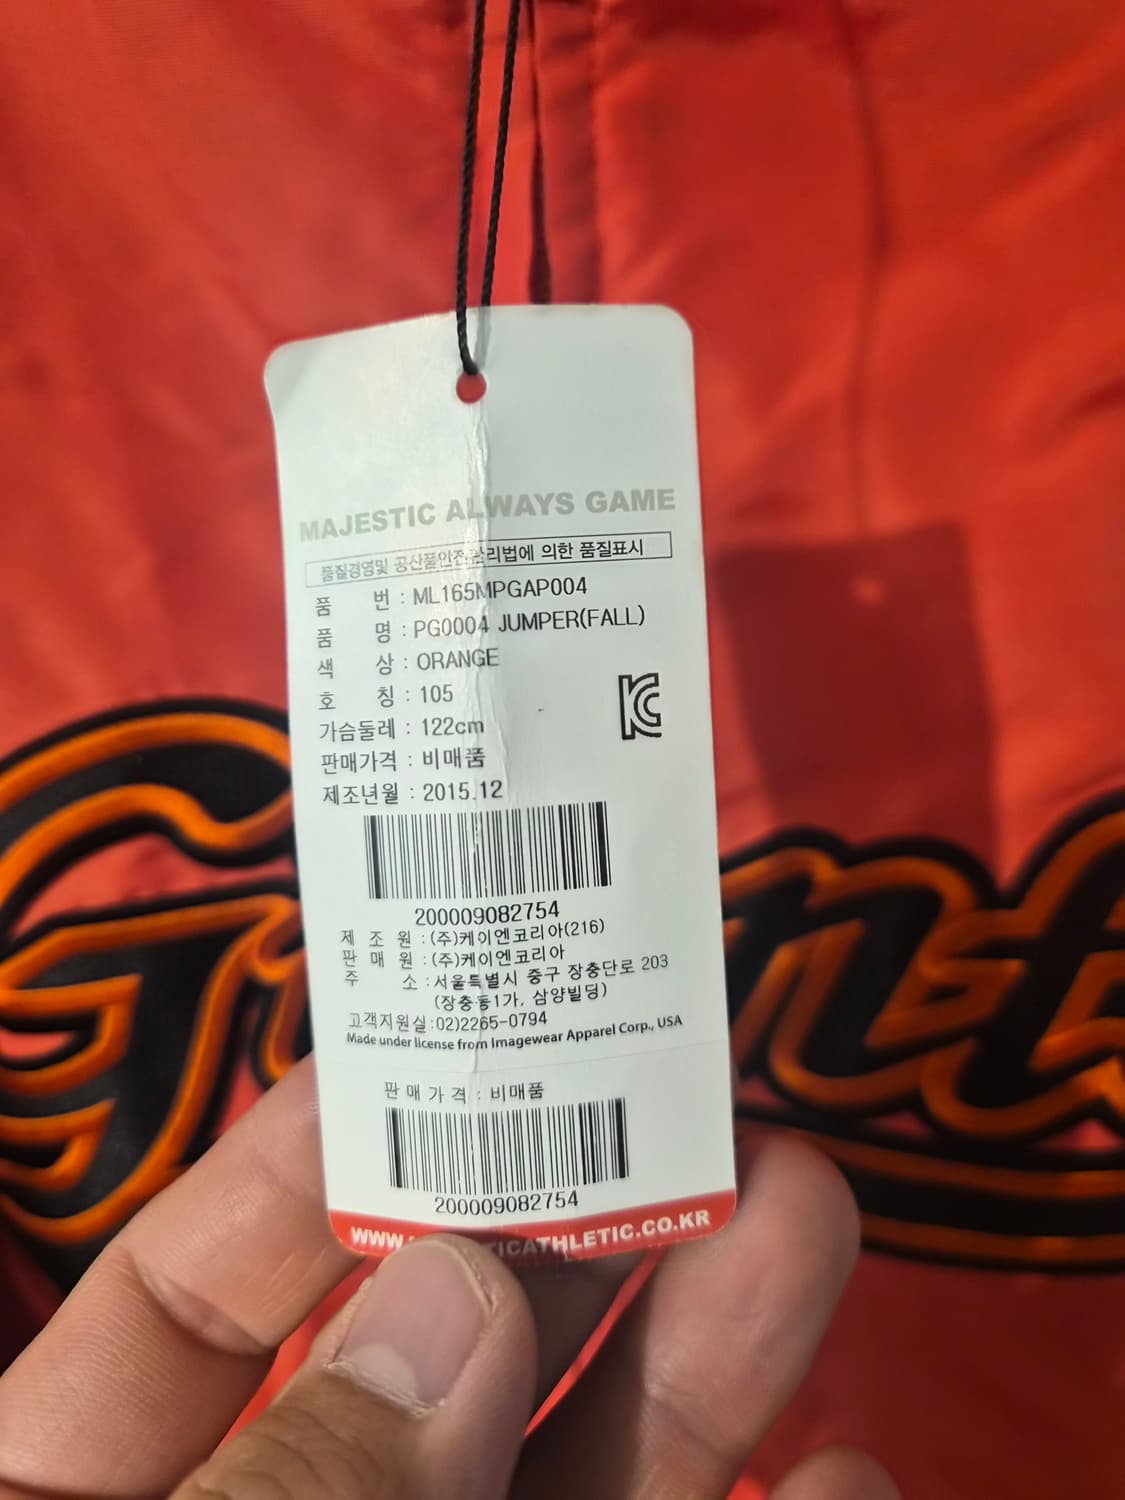 MAJESTIC ALWAYS GAME
품질경영및 공산품안전관리법에 의한 품질표시
품 번 : ML165MPGAP004
품 명 : PG0004 JUMPER(FALL)
색 상 : ORANGE
호 칭 : 105
가슴둘레 : 122cm
판매가격 : 비매품
제조년월 : 2015.12
200009082754
제 조 원 : (주)케이엔코리아(216)
판 매 원 : (주)케이엔코리아
주 소 : 서울특별시 중구 장충단로 203
(장충동1가, 삼양빌딩)
고객지원실:02)2265-0794
Made under license from Imagewear Apparel Corp., USA
판 매 가 격 : 비매품
200009082754